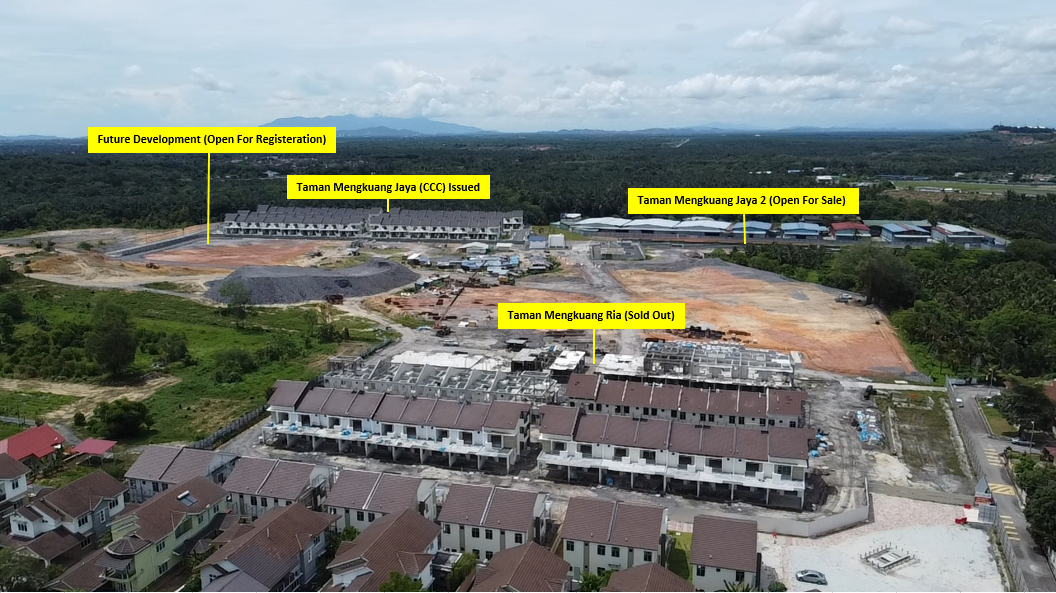 Future Development (Open For Registeration)
Taman Mengkuang Jaya (CCC) Issued
Taman Mengkuang Jaya 2 (Open For Sale)
Taman Mengkuang Ria (Sold Out)